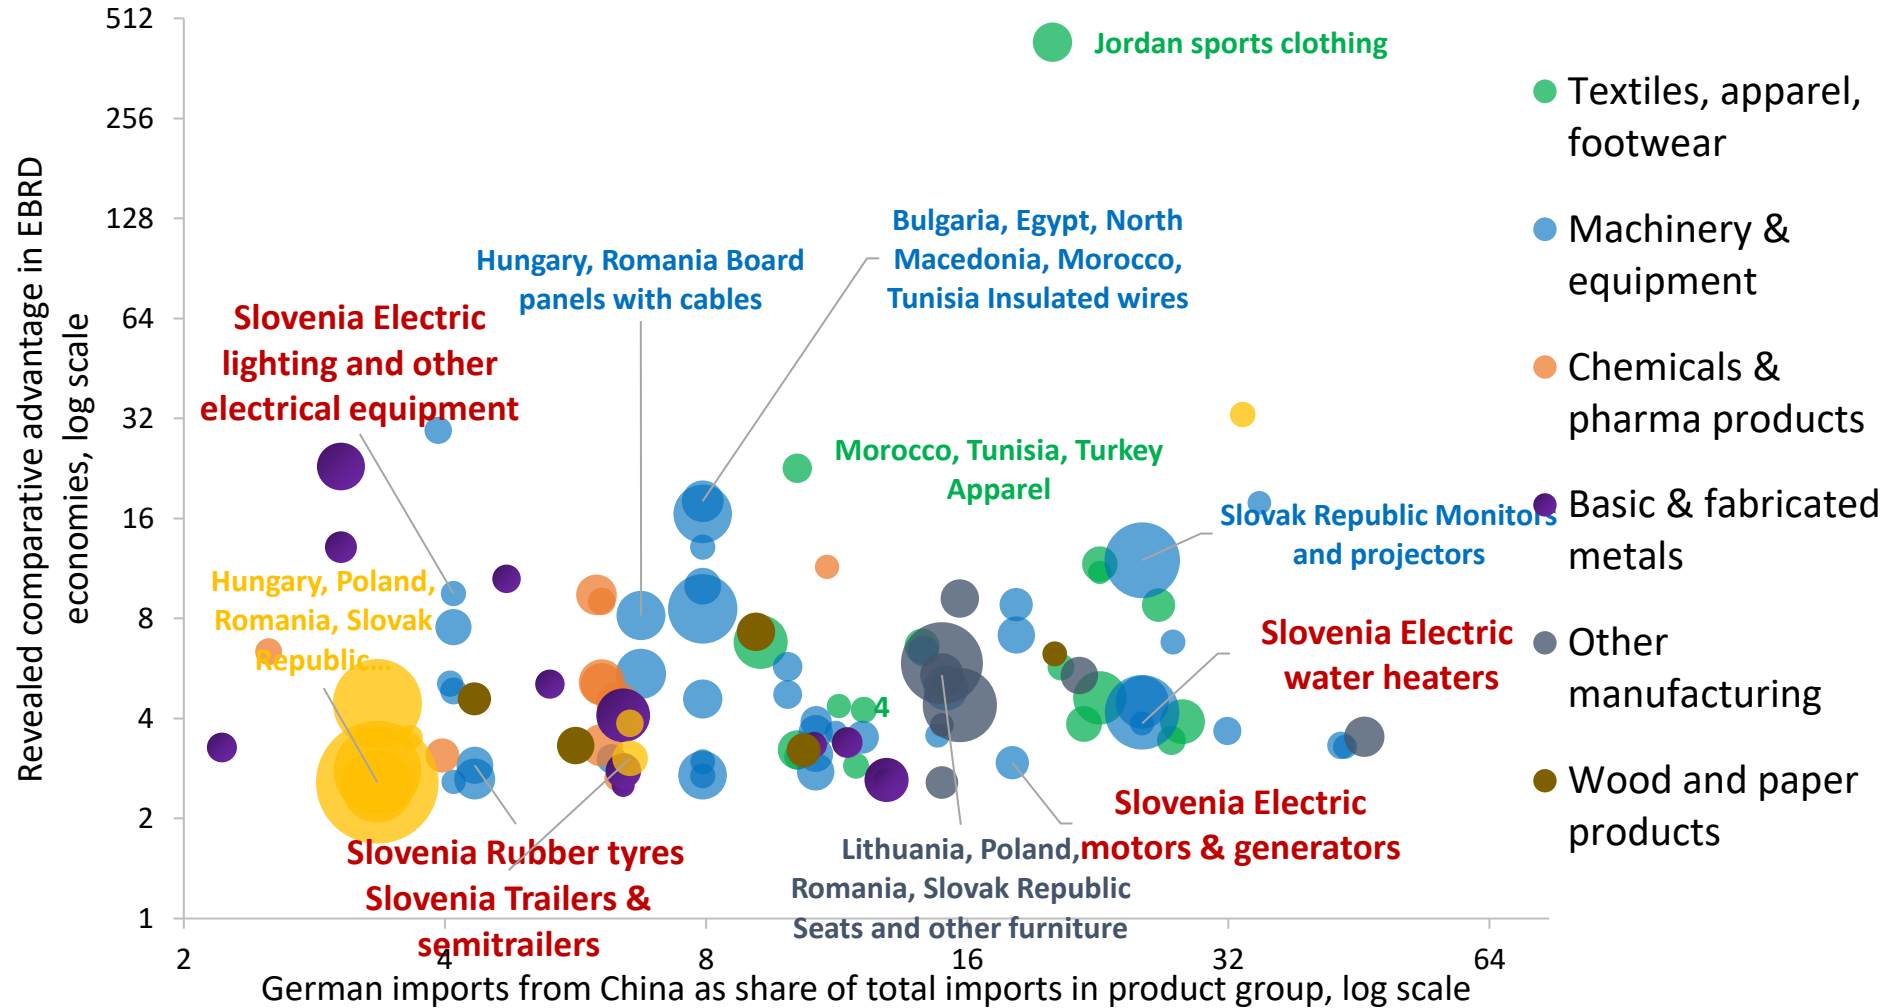 Revealed comparative advantage in EBRD
economies, log scale
512
256
128
64
32
16
8
4
2
1
Jordan sports clothing
Bulgaria, Egypt, North
Macedonia, Morocco,
Tunisia Insulated wires
Hungary, Romania Board
panels with cables
Slovenia Electric
lighting and other
electrical equipment
Morocco, Tunisia, Turkey
Apparel
Slovak Republic Monitors
and projectors
Hungary, Poland,
Romania, Slovak
Republic...
Slovenia Electric
water heaters
4
Slovenia Electric
motors & generators
Slovenia Rubber tyres
Slovenia Trailers &
semitrailers
Lithuania, Poland,
Romania, Slovak Republic
Seats and other furniture
2
4
8
16
32
64
German imports from China as share of total imports in product group, log scale
Textiles, apparel,
footwear
Machinery &
equipment
Chemicals &
pharma products
Basic & fabricated
metals
Other
manufacturing
Wood and paper
products